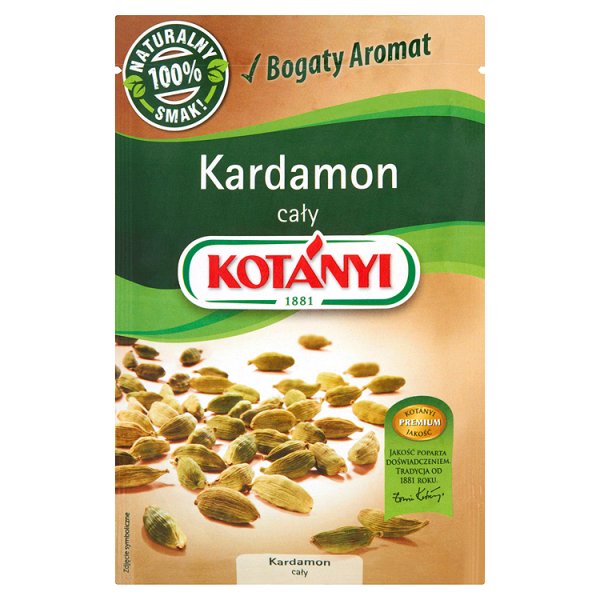 NATURALNY
100%
SMAK!
Bogaty Aromat
Kardamon
cały
KOTÁNYI
1881
KOTÁNYI
PREMIUM
JAKOŚĆ
JAKOŚĆ POPARTA
DOŚWIADCZENIEM.
TRADYCJA OD
1881 ROKU.
Zdjęcie symboliczne
Kardamon
cały